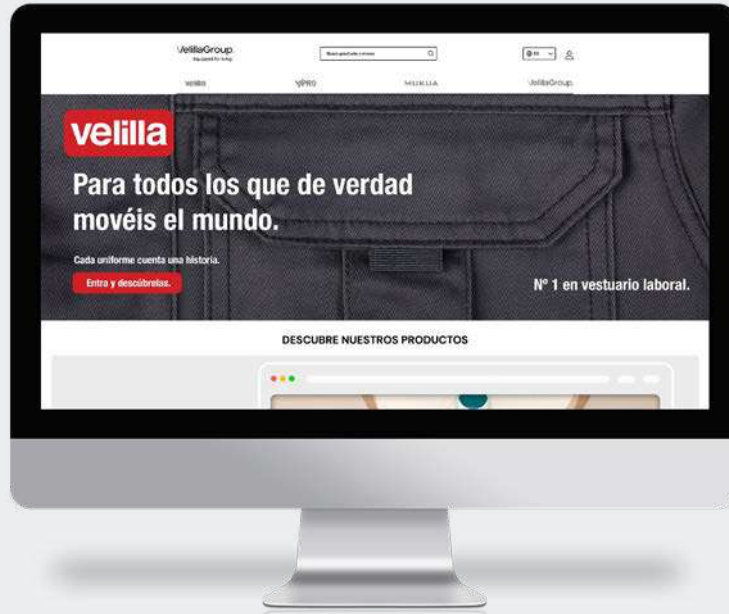 VelillaGroup.
velilla
V/PRO
MUKUA
VelillaGroup.
velilla
Para todos los que de verdad
movéis el mundo.
Cada uniforme cuenta una historia.
Entra y descúbrelas.
Nº 1 en vestuario laboral.
DESCUBRE NUESTROS PRODUCTOS